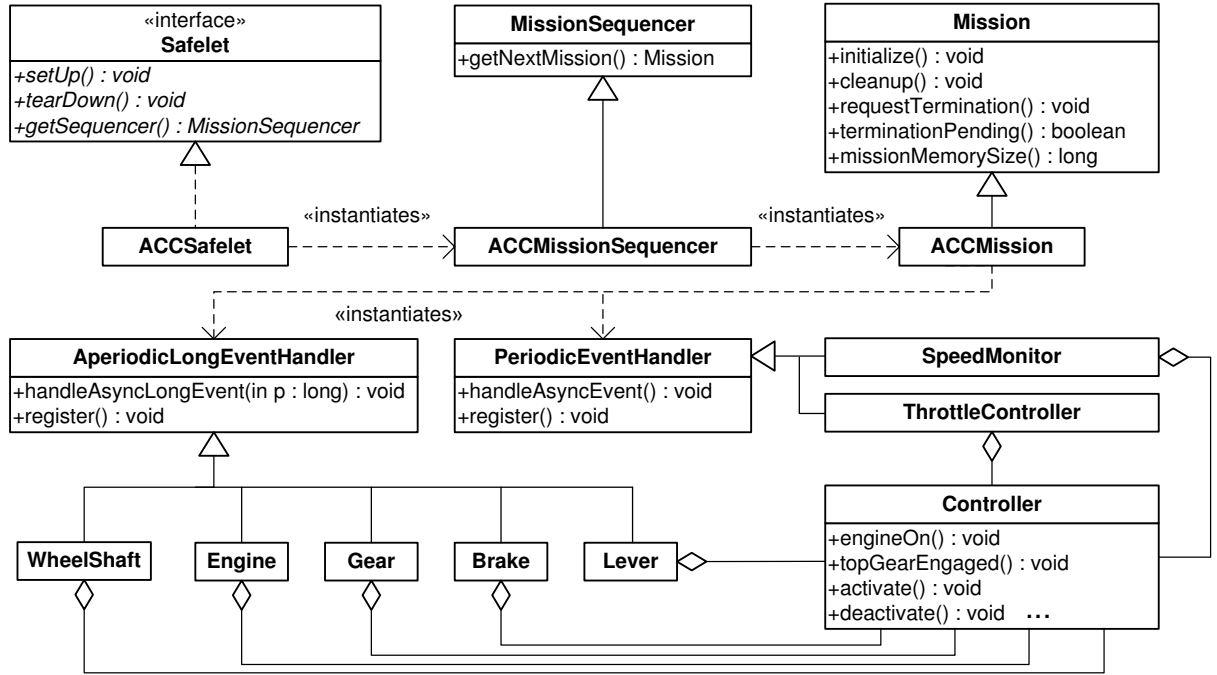 «interface»
Safelet
+setUp() : void
+tearDown() : void
+getSequencer() : MissionSequencer
MissionSequencer
+getNextMission() : Mission
Mission
+initialize() : void
+cleanup() : void
+requestTermination() : void
+terminationPending() : boolean
+missionMemorySize() : long
ACCSafelet
«instantiates»
ACCMissionSequencer
«instantiates»
ACCMission
«instantiates»
AperiodicLongEventHandler
+handleAsyncLongEvent(in p : long) : void
+register() : void
PeriodicEventHandler
+handleAsyncEvent() : void
+register() : void
SpeedMonitor
ThrottleController
WheelShaft
Engine
Gear
Brake
Lever
Controller
+engineOn() : void
+topGearEngaged() : void
+activate() : void
+deactivate() : void ...